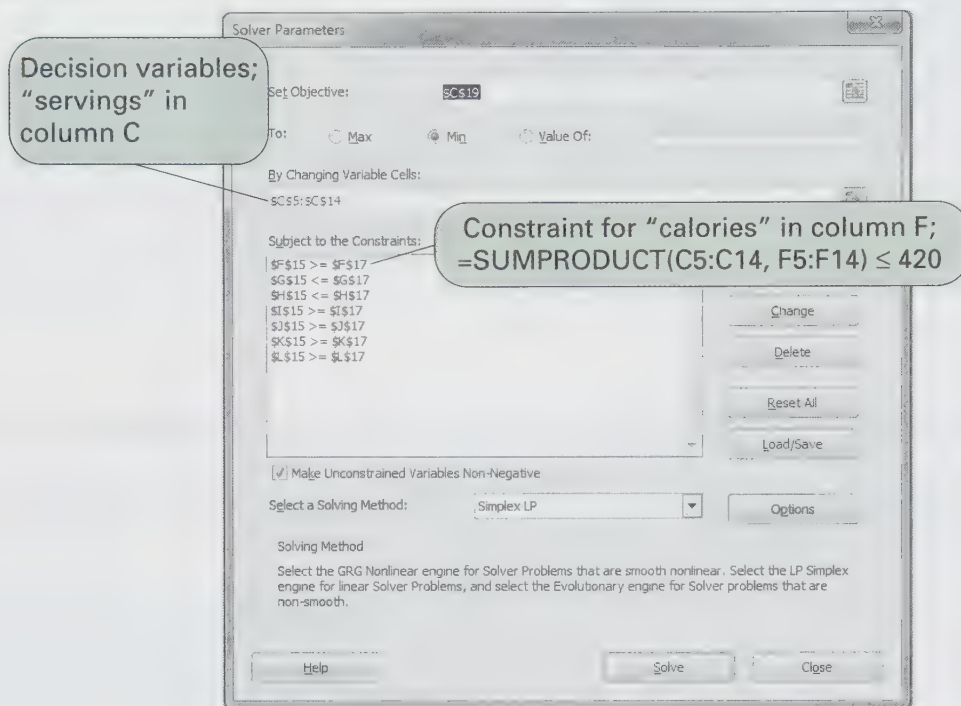 Solver Parameters
Decision variables;
"servings" in
column C
Set Objective:
$C$19
To:
Max
Min
Value Of:
By Changing Variable Cells:
$C$5:$C$14
Constraint for "calories" in column F;
=SUMPRODUCT(C5:C14, F5:F14) ≤ 420
Subject to the Constraints:
$F$15 >= $F$17
$G$15 <= $G$17
$H$15 <= $H$17
$I$15 >= $I$17
$J$15 >= $J$17
$K$15 >= $K$17
$L$15 >= $L$17
Change
Delete
Reset All
Load/Save
Make Unconstrained Variables Non-Negative
Select a Solving Method:
Simplex LP
Options
Solving Method
Select the GRG Nonlinear engine for Solver Problems that are smooth nonlinear. Select the LP Simplex
engine for linear Solver Problems, and select the Evolutionary engine for Solver problems that are
non-smooth.
Help
Solve
Close